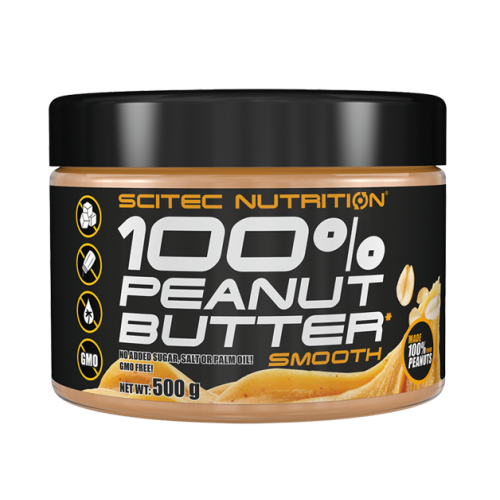 SCITEC NUTRITION®
100%
PEANUT
BUTTER*
SMOOTH
NO ADDED SUGAR, SALT OR PALM OIL!
GMO FREE!
NET WT: 500 g
GMO
MADE
100%
PEANUTS